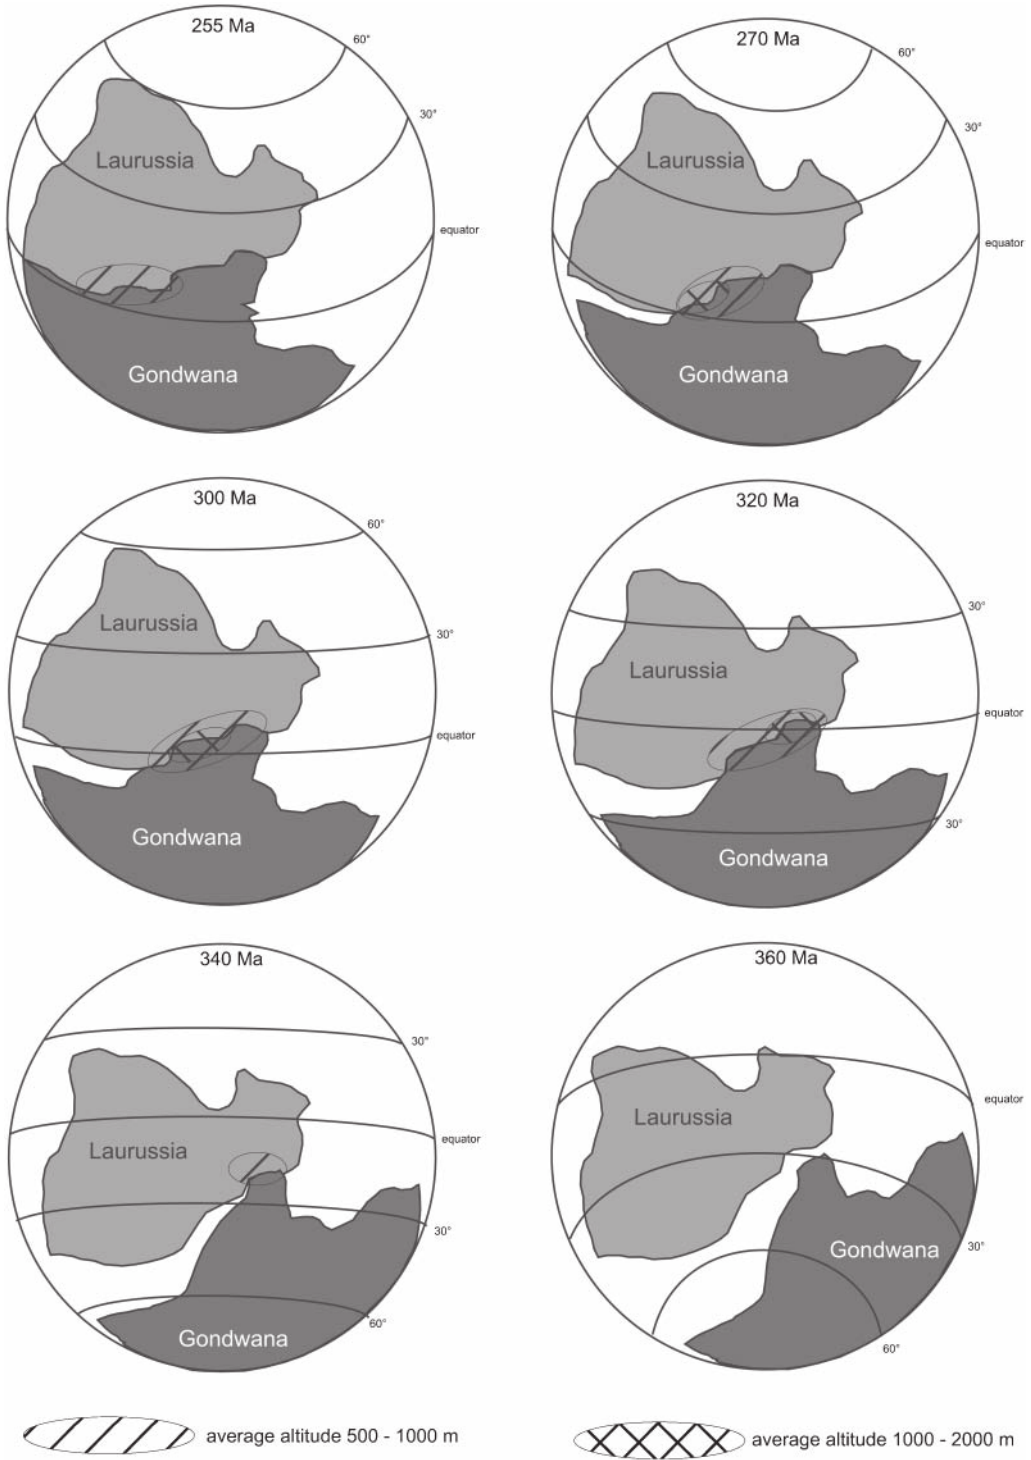 255 Ma
60°
30°
Laurussia
equator
Gondwana
270 Ma
60°
30°
Laurussia
equator
Gondwana
300 Ma
60°
Laurussia
30°
equator
Gondwana
320 Ma
30°
Laurussia
equator
30°
Gondwana
340 Ma
30°
equator
Laurussia
30°
60°
Gondwana
360 Ma
equator
Laurussia
30°
Gondwana
60°
average altitude 500 - 1000 m
average altitude 1000 - 2000 m